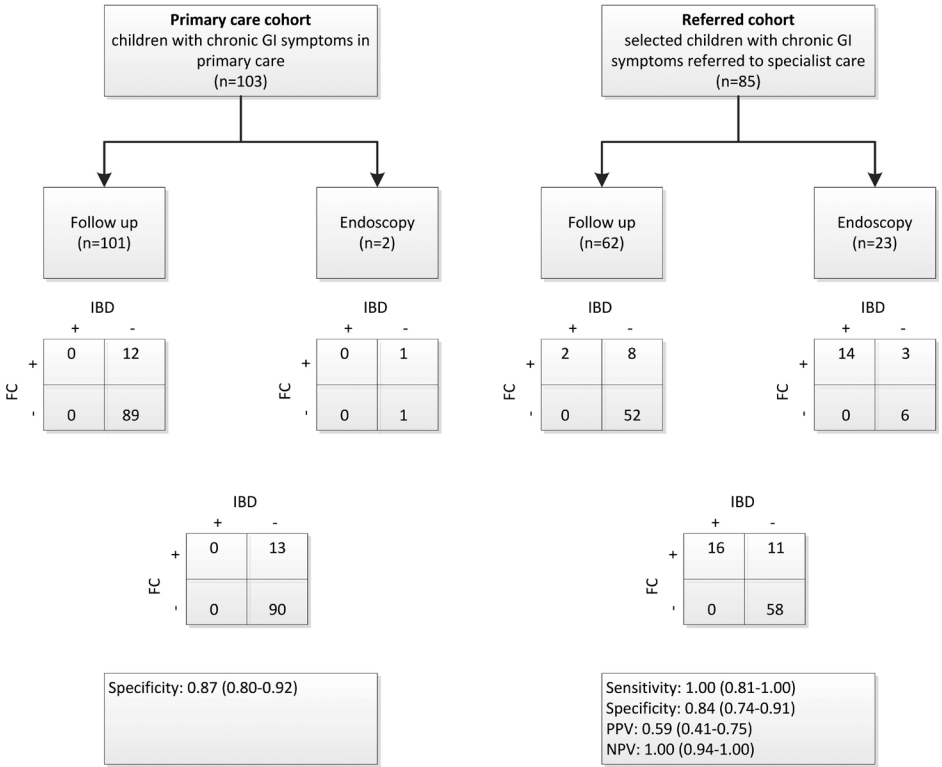 Primary care cohort
children with chronic GI symptoms in
primary care
(n=103)
Referred cohort
selected children with chronic GI
symptoms referred to specialist care
(n=85)
Follow up
(n=101)
Endoscopy
(n=2)
Follow up
(n=62)
Endoscopy
(n=23)
IBD
+ -
FC
+ 0 12
- 0 89
IBD
+ -
FC
+ 0 1
- 0 1
IBD
+ -
FC
+ 2 8
- 0 52
IBD
+ -
FC
+ 14 3
- 0 6
IBD
+ -
FC
+ 0 13
- 0 90
IBD
+ -
FC
+ 16 11
- 0 58
Specificity: 0.87 (0.80-0.92)
Sensitivity: 1.00 (0.81-1.00)
Specificity: 0.84 (0.74-0.91)
PPV: 0.59 (0.41-0.75)
NPV: 1.00 (0.94-1.00)